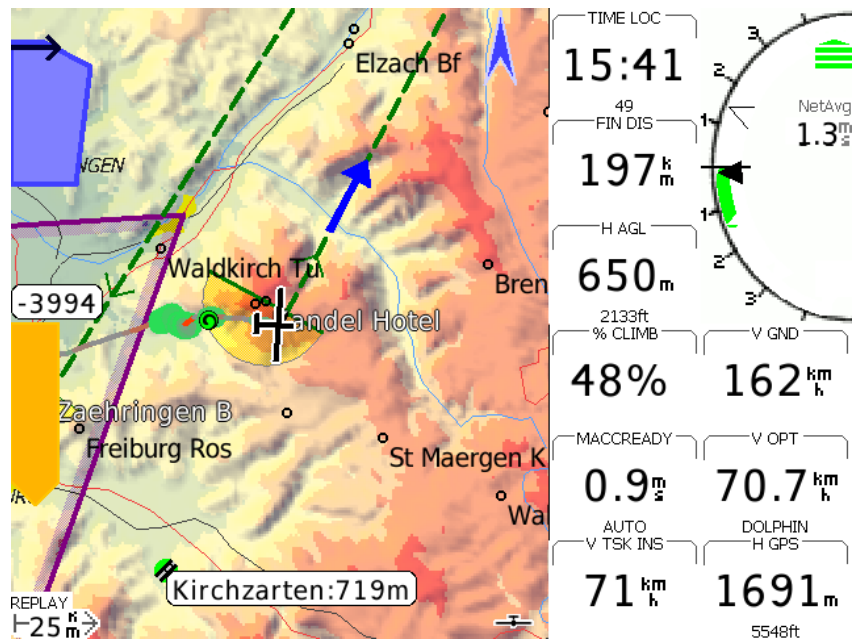 Elzach Bf
NGEN
Waldkirch Tu
Bren
-3994
andel Hotel
Zaehringen B
Freiburg Ros
St Maergen K
Wal
Kirchzarten:719m
REPLAY
25 km
TIME LOC
15:41
49
FIN DIS
197 km
H AGL
650 m
2133ft
% CLIMB
48%
V GND
162 km h
MACCREADY
0.9 m s
AUTO
V OPT
70.7 km h
DOLPHIN
V TSK INS
71 km h
H GPS
1691 m
5548ft
3
2
1
NetAvg
1.3 m s
1
2
3